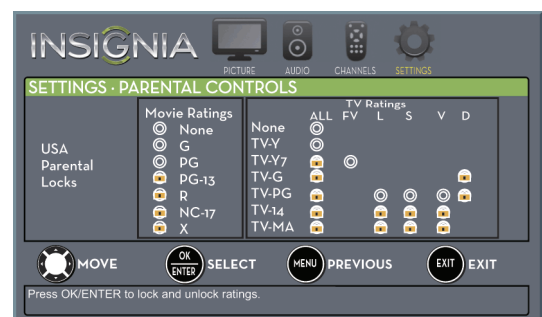 INSIGNIA
PICTURE AUDIO CHANNELS SETTINGS
SETTINGS · PARENTAL CONTROLS
USA
Parental
Locks
Movie Ratings
None
G
PG
PG-13
R
NC-17
X
TV Ratings
ALL FV L S V D
None
TV-Y
TV-Y7
TV-G
TV-PG
TV-14
TV-MA
MOVE
OK
ENTER
SELECT
MENU
PREVIOUS
EXIT
EXIT
Press OK/ENTER to lock and unlock ratings.